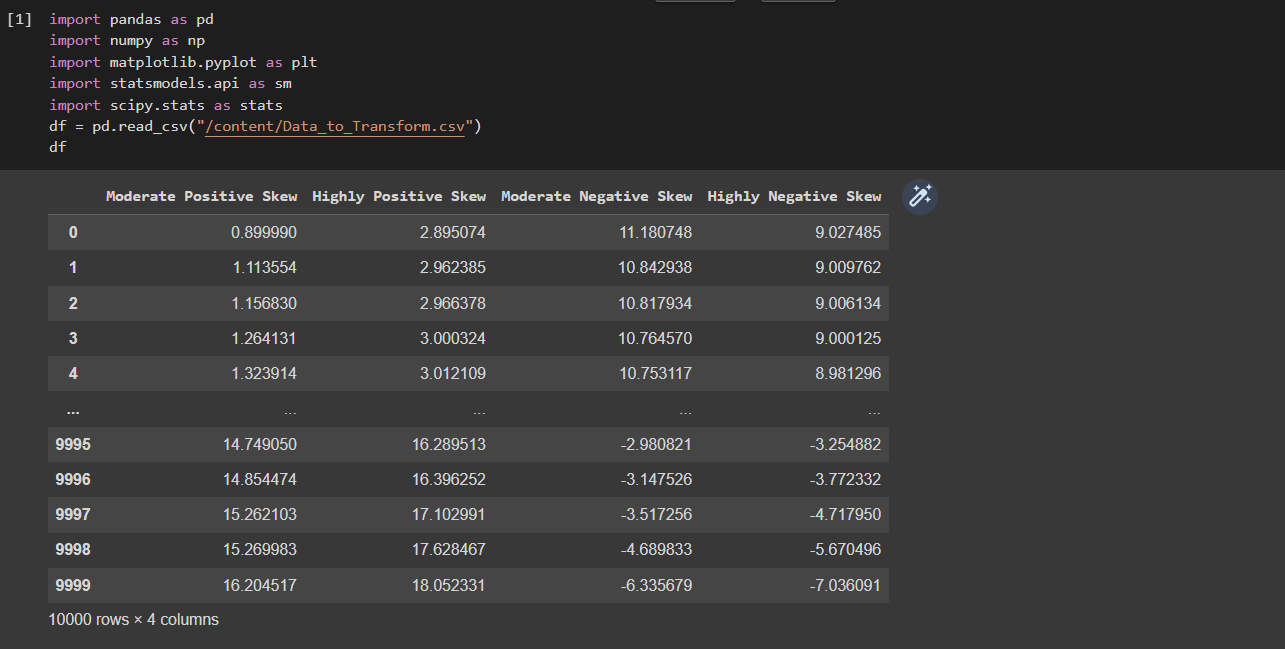 [1] import pandas as pd
import numpy as np
import matplotlib.pyplot as plt
import statsmodels.api as sm
import scipy.stats as stats
df = pd.read_csv("/content/Data_to_Transform.csv")
df
Moderate Positive Skew Highly Positive Skew Moderate Negative Skew Highly Negative Skew
0 0.899990 2.895074 11.180748 9.027485
1 1.113554 2.962385 10.842938 9.009762
2 1.156830 2.966378 10.817934 9.006134
3 1.264131 3.000324 10.764570 9.000125
4 1.323914 3.012109 10.753117 8.981296
... ... ... ... ...
9995 14.749050 16.289513 -2.980821 -3.254882
9996 14.854474 16.396252 -3.147526 -3.772332
9997 15.262103 17.102991 -3.517256 -4.717950
9998 15.269983 17.628467 -4.689833 -5.670496
9999 16.204517 18.052331 -6.335679 -7.036091
10000 rows × 4 columns